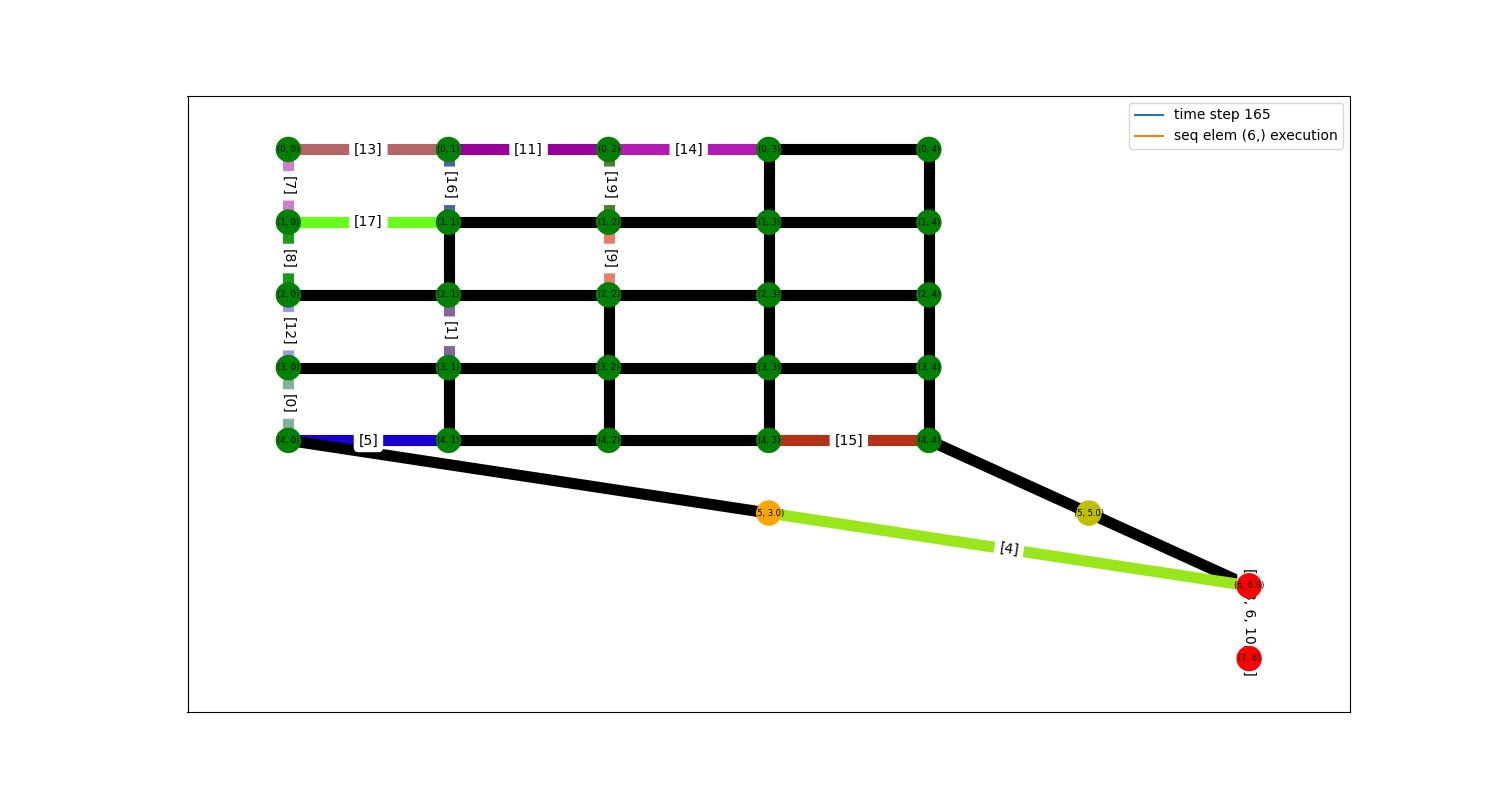 time step 165
seq elem (6,) execution
(0, 0) [13] (0, 1) [11] (0, 2) [14] (0, 3) (0, 4)
[7] [16] [19]
(1, 0) [17] (1, 1) (1, 2) (1, 3) (1, 4)
[8] [9]
(2, 0) (2, 1) (2, 2) (2, 3) (2, 4)
[12] [1]
(3, 0) (3, 1) (3, 2) (3, 3) (3, 4)
[0]
(4, 0) [5] (4, 1) (4, 2) (4, 3) [15] (4, 4)
(5, 3.0) (5, 5.0)
[4]
(6, 6.0)
6, 10
(7, 6)